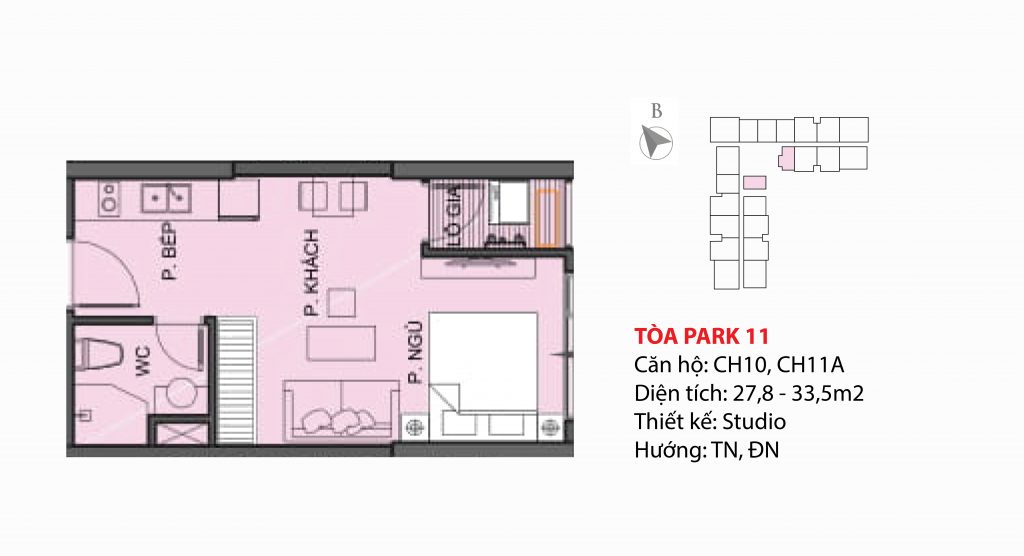 B
P. BẾP
P. KHÁCH
LÔ GIA
WC
P. NGỦ
TÒA PARK 11
Căn hộ: CH10, CH11A
Diện tích: 27,8 - 33,5m2
Thiết kế: Studio
Hướng: TN, ĐN